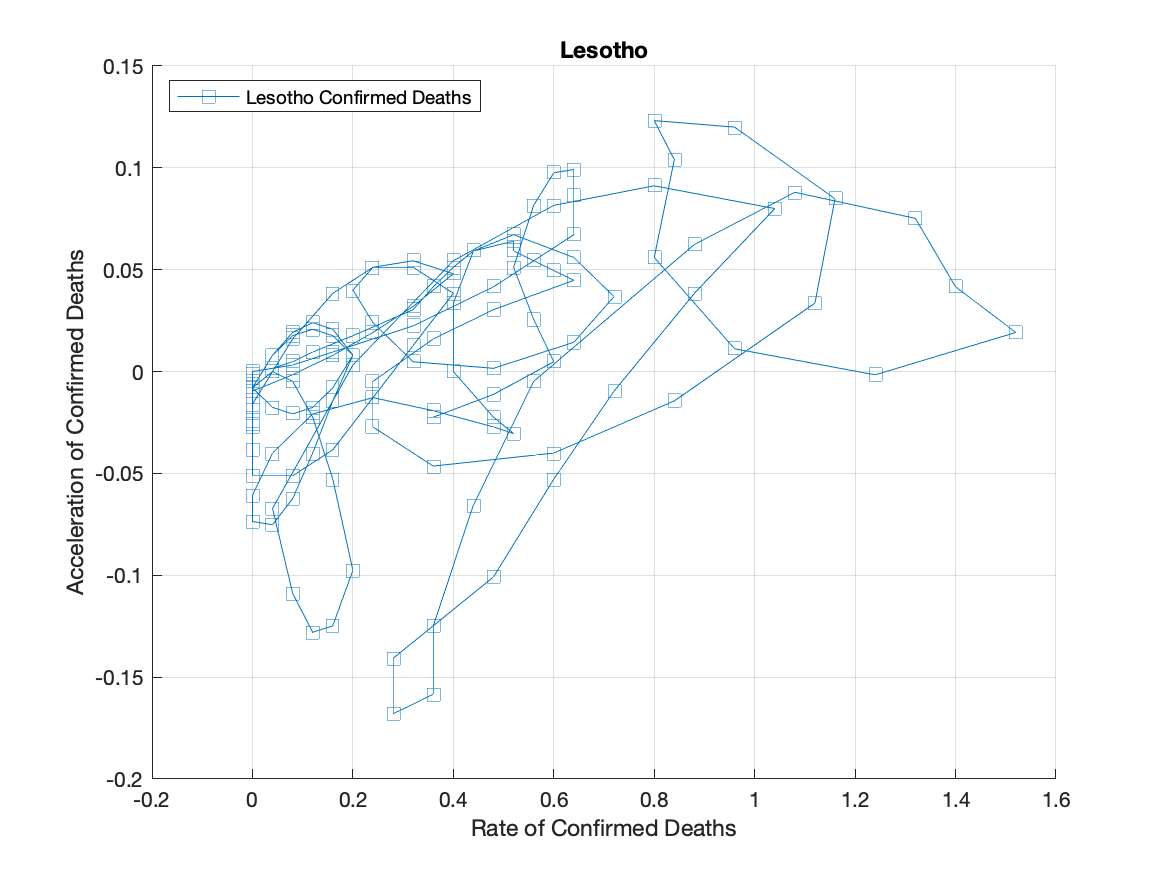 Lesotho
Lesotho Confirmed Deaths
0.15
0.1
0.05
0
-0.05
-0.1
-0.15
-0.2
Acceleration of Confirmed Deaths
-0.2 0 0.2 0.4 0.6 0.8 1 1.2 1.4 1.6
Rate of Confirmed Deaths